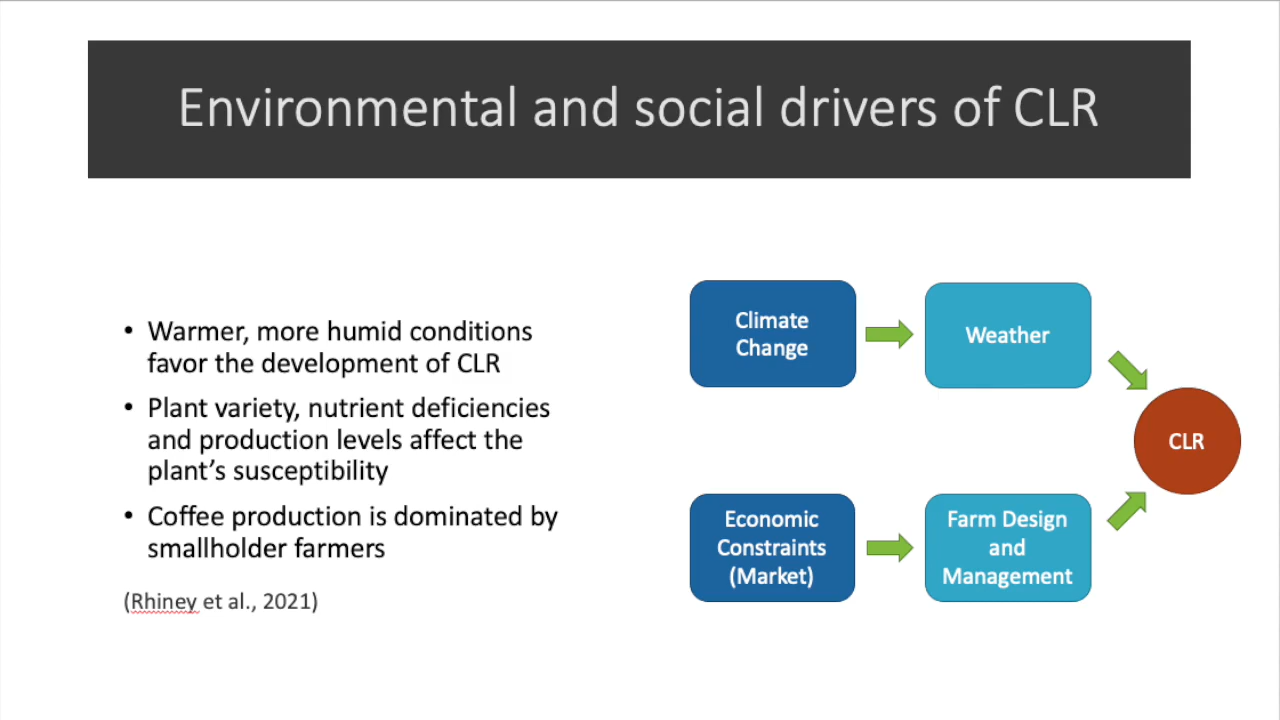 Environmental and social drivers of CLR
• Warmer, more humid conditions
favor the development of CLR
• Plant variety, nutrient deficiencies
and production levels affect the
plant’s susceptibility
• Coffee production is dominated by
smallholder farmers
(Rhiney et al., 2021)
Climate
Change
Weather
CLR
Economic
Constraints
(Market)
Farm Design
and
Management